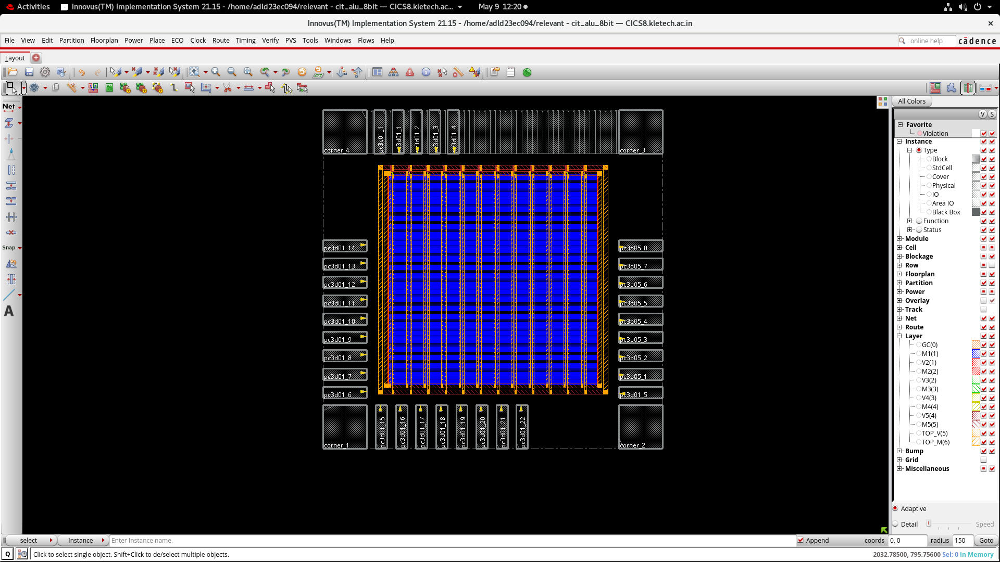 Activities
Innovus(TM) Implementation System 21.15 - /home/adld23ec094/relevant - cit_alu_8bit — CICS8.kletech.ac...
May 9 12:20
Innovus(TM) Implementation System 21.15 - /home/adld23ec094/relevant - cit_alu_8bit — CICS8.kletech.ac.in
File View Edit Partition Floorplan Power Place ECO Clock Route Timing Verify PVS Tools Windows Flows Help
online help
cādence
Layout
Net
Snap
A
corner_4
pc3c01_1
pc3d01_1
pc3d01_2
pc3d01_3
pc3d01_4
corner_3
pc3d01_14
pc3d01_13
pc3d01_12
pc3d01_11
pc3d01_10
pc3d01_9
pc3d01_8
pc3d01_7
pc3d01_6
pc3o05_8
pc3o05_7
pc3o05_6
pc3o05_5
pc3o05_4
pc3o05_3
pc3o05_2
pc3o05_1
pc3d01_5
corner_1
pc3d01_15
pc3d01_16
pc3d01_17
pc3d01_18
pc3d01_19
pc3d01_20
pc3d01_21
pc3d01_22
corner_2
All Colors
V S
Favorite
Violation
Instance
Type
Block
StdCell
Cover
Physical
IO
Area IO
Black Box
Function
Status
Module
Cell
Blockage
Row
Floorplan
Partition
Power
Overlay
Track
Net
Route
Layer
GC(0)
M1(1)
V2(1)
M2(2)
V3(2)
M3(3)
V4(3)
M4(4)
V5(4)
M5(5)
TOP_V(5)
TOP_M(6)
Bump
Grid
Miscellaneous
Adaptive
Detail
Speed
select
Instance
Enter Instance name.
Append
coords 0, 0
radius 150
Goto
Q
Click to select single object. Shift+Click to de/select multiple objects.
2032.78500, 795.75600 Sel: 0 In Memory